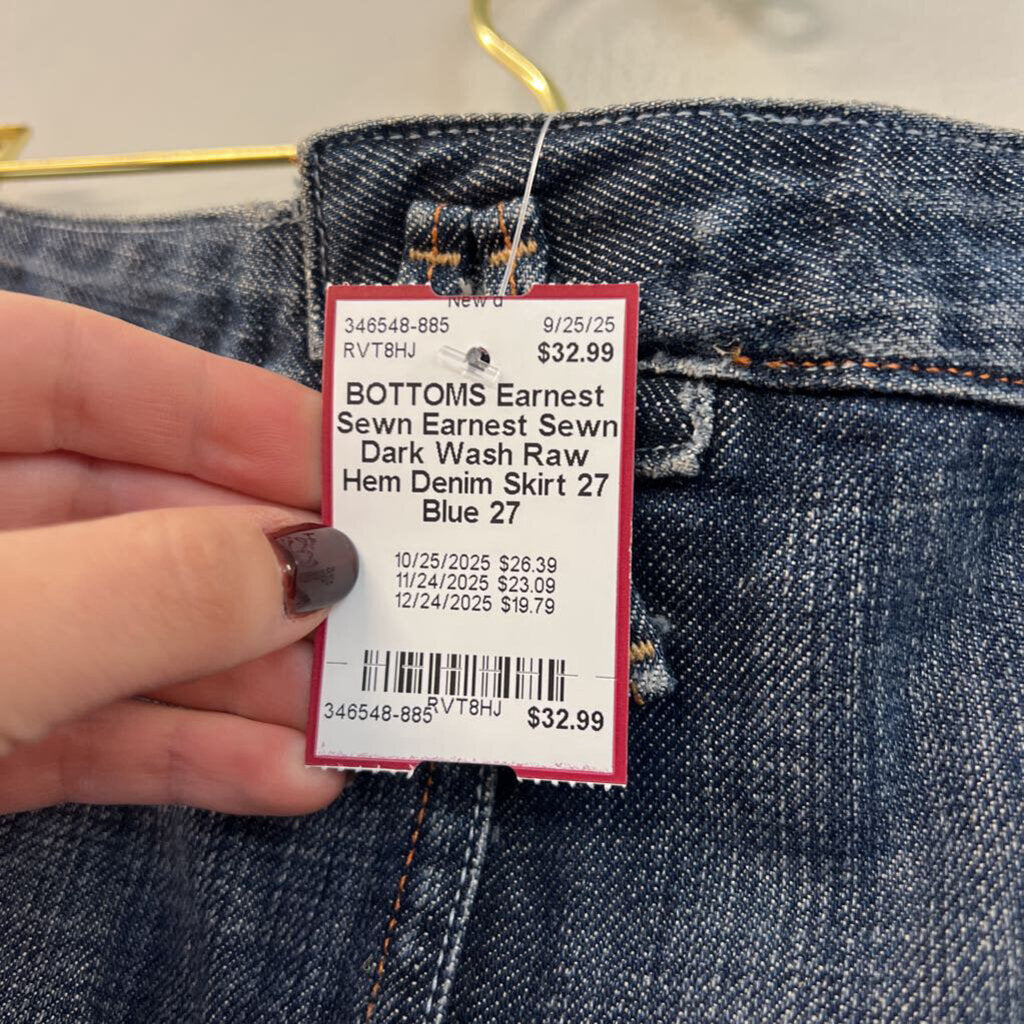 346548-885 9/25/25
RVT8HJ $32.99
BOTTOMS Earnest
Sewn Earnest Sewn
Dark Wash Raw
Hem Denim Skirt 27
Blue 27
10/25/2025 $26.39
11/24/2025 $23.09
12/24/2025 $19.79
346548-885 RVT8HJ $32.99